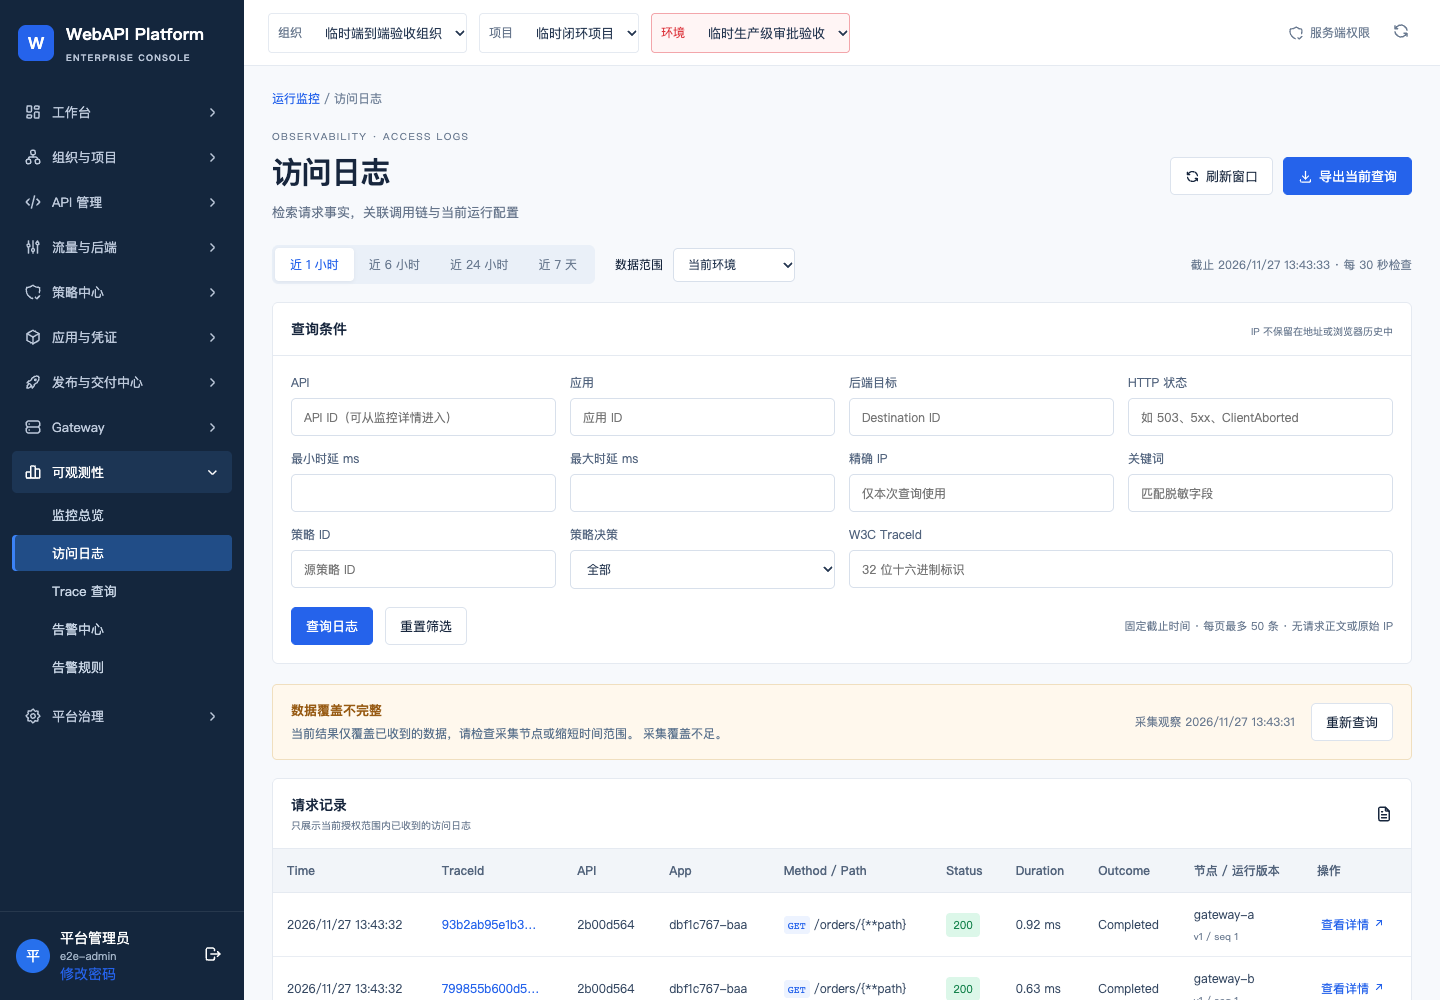 W
WebAPI Platform
ENTERPRISE CONSOLE
工作台
组织与项目
API 管理
流量与后端
策略中心
应用与凭证
发布与交付中心
Gateway
可观测性
监控总览
访问日志
Trace 查询
告警中心
告警规则
平台治理
平
平台管理员
e2e-admin
修改密码
组织 临时端到端验收组织
项目 临时闭环项目
环境 临时生产级审批验收
服务端权限
运行监控 / 访问日志
OBSERVABILITY · ACCESS LOGS
访问日志
检索请求事实，关联调用链与当前运行配置
刷新窗口
导出当前查询
近 1 小时 近 6 小时 近 24 小时 近 7 天 数据范围 当前环境
截止 2026/11/27 13:43:33 · 每 30 秒检查
查询条件
IP 不保留在地址或浏览器历史中
API 应用 后端目标 HTTP 状态
API ID（可从监控详情进入） 应用 ID Destination ID 如 503、5xx、ClientAborted
最小时延 ms 最大时延 ms 精确 IP 关键词
仅本次查询使用 匹配脱敏字段
策略 ID 策略决策 W3C TraceId
源策略 ID 全部 32 位十六进制标识
查询日志 重置筛选
固定截止时间 · 每页最多 50 条 · 无请求正文或原始 IP
数据覆盖不完整
当前结果仅覆盖已收到的数据，请检查采集节点或缩短时间范围。 采集覆盖不足。
采集观察 2026/11/27 13:43:31
重新查询
请求记录
只展示当前授权范围内已收到的访问日志
Time TraceId API App Method / Path Status Duration Outcome 节点 / 运行版本 操作
2026/11/27 13:43:32 93b2ab95e1b3... 2b00d564 dbf1c767-baa GET /orders/{**path} 200 0.92 ms Completed gateway-a 查看详情
v1 / seq 1
2026/11/27 13:43:32 799855b600d5... 2b00d564 dbf1c767-baa GET /orders/{**path} 200 0.63 ms Completed gateway-b 查看详情
v1 / seq 1